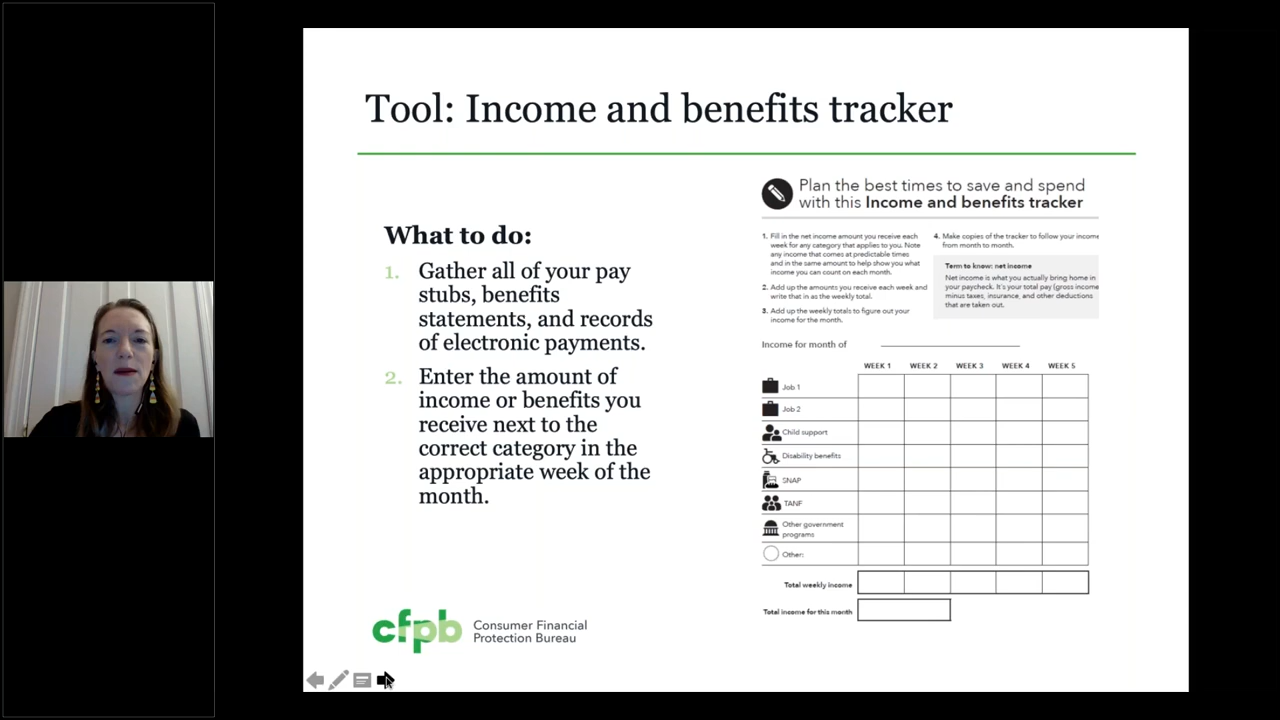 Tool: Income and benefits tracker
What to do:
1. Gather all of your pay
stubs, benefits
statements, and records
of electronic payments.
2. Enter the amount of
income or benefits you
receive next to the
correct category in the
appropriate week of the
month.
Plan the best times to save and spend
with this Income and benefits tracker
1. Fill in the net income amount you receive each
week for any category that applies to you. Note
any income that comes at predictable times
and in the same amount to help show you what
income you can count on each month.
2. Add up the amounts you receive each week and
write that in as the weekly total.
3. Add up the weekly totals to figure out your
income for the month.
4. Make copies of the tracker to follow your income
from month to month.
Term to know: net income
Net income is what you actually bring home in
your paycheck. It's your total pay (gross income
minus taxes, insurance, and other deductions
that are taken out.
Income for month of
WEEK 1 WEEK 2 WEEK 3 WEEK 4 WEEK 5
Job 1
Job 2
Child support
Disability benefits
SNAP
TANF
Other government
programs
Other:
Total weekly income
Total income for this month
cfpb
Consumer Financial
Protection Bureau